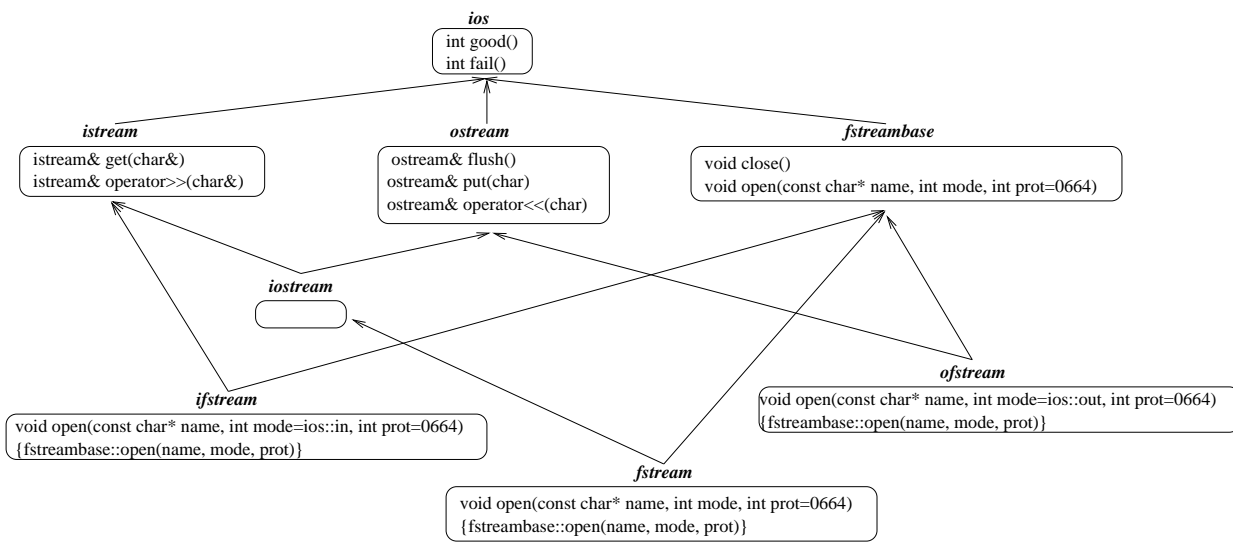 ios
int good()
int fail()
istream
istream& get(char&)
istream& operator>>(char&)
ostream
ostream& flush()
ostream& put(char)
ostream& operator<<(char)
fstreambase
void close()
void open(const char* name, int mode, int prot=0664)
iostream
ifstream
void open(const char* name, int mode=ios::in, int prot=0664)
{fstreambase::open(name, mode, prot)}
ofstream
void open(const char* name, int mode=ios::out, int prot=0664)
{fstreambase::open(name, mode, prot)}
fstream
void open(const char* name, int mode, int prot=0664)
{fstreambase::open(name, mode, prot)}